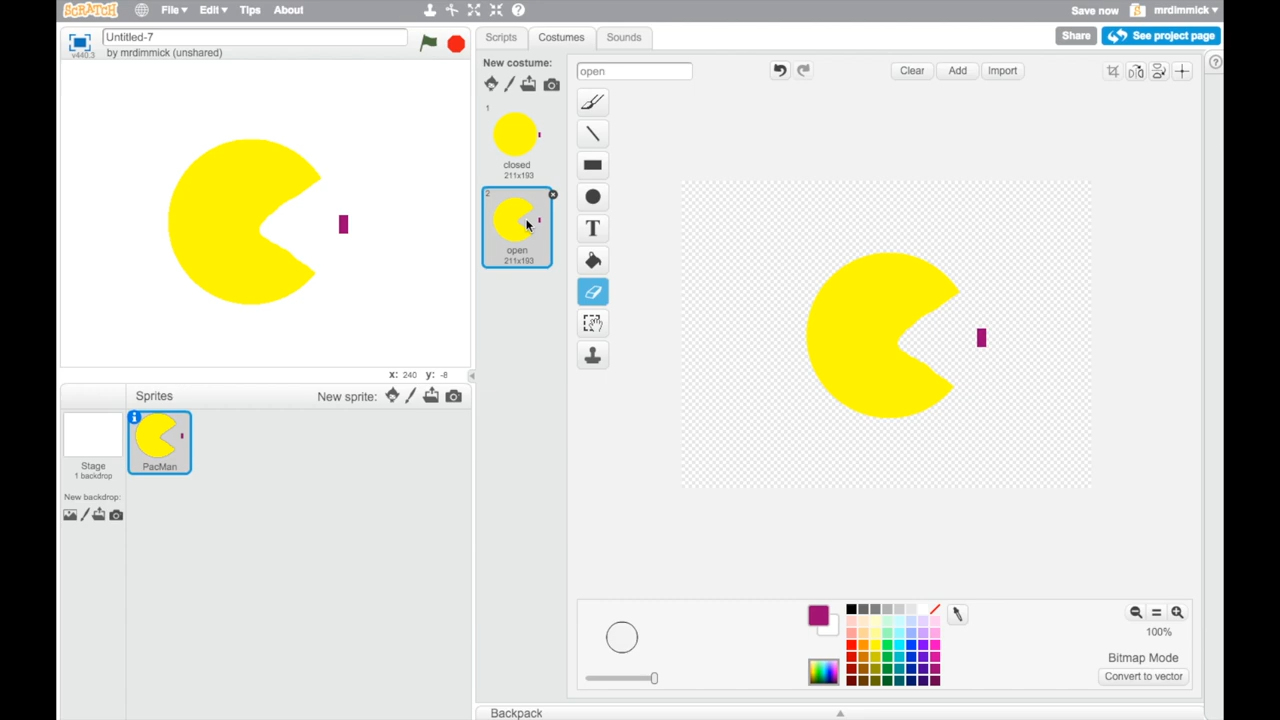 SCRATCH File▾ Edit▾ Tips About Save now mrdimmick▾
Untitled-7
by mrdimmick (unshared)
v440.3
Scripts Costumes Sounds
Share See project page
New costume:
open
Clear Add Import
1
closed
211x193
2
open
211x193
T
x: 240 y: -8
Sprites New sprite:
PacMan
Stage
1 backdrop
New backdrop:
100%
Bitmap Mode
Convert to vector
Backpack